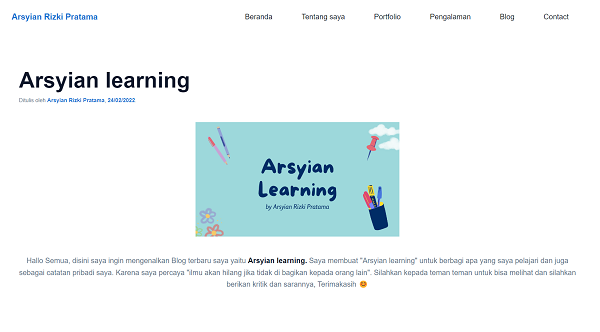 Arsyian Rizki Pratama
Beranda
Tentang saya
Portfolio
Pengalaman
Blog
Contact
Arsyian learning
Ditulis oleh Arsyian Rizki Pratama, 24/02/2022
Arsyian
Learning
by Arsyian Rizki Pratama
Hallo Semua, disini saya ingin mengenalkan Blog terbaru saya yaitu Arsyian learning. Saya membuat "Arsyian learning" untuk berbagi apa yang saya pelajari dan juga
sebagai catatan pribadi saya. Karena saya percaya "ilmu akan hilang jika tidak di bagikan kepada orang lain". Silahkan kepada teman teman untuk bisa melihat dan silahkan
berikan kritik dan sarannya, Terimakasih 😊